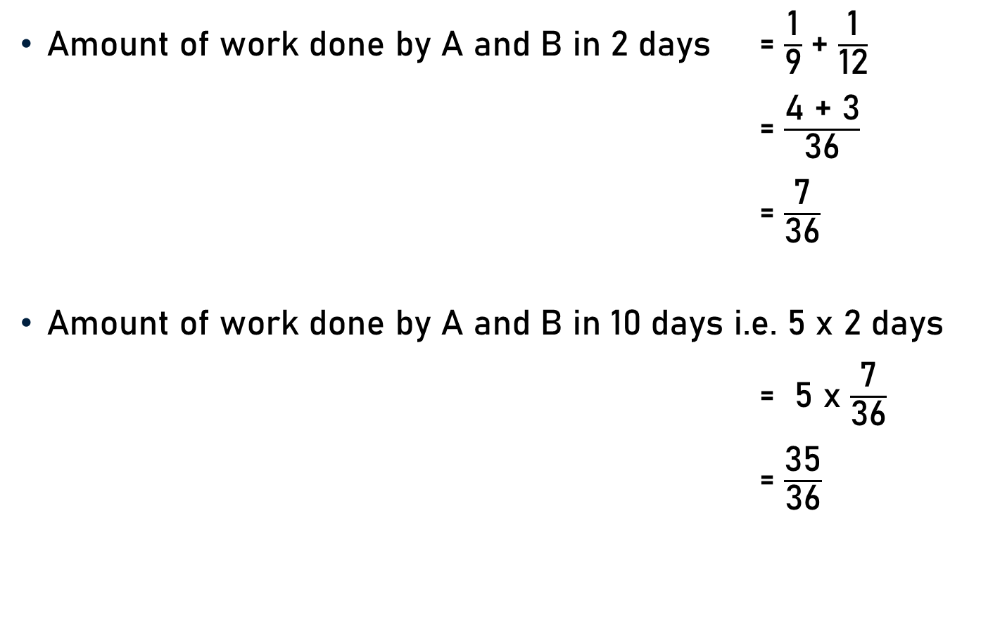 • Amount of work done by A and B in 2 days = 1/9 + 1/12
= (4 + 3)/36
= 7/36
• Amount of work done by A and B in 10 days i.e. 5 x 2 days
= 5 x 7/36
= 35/36